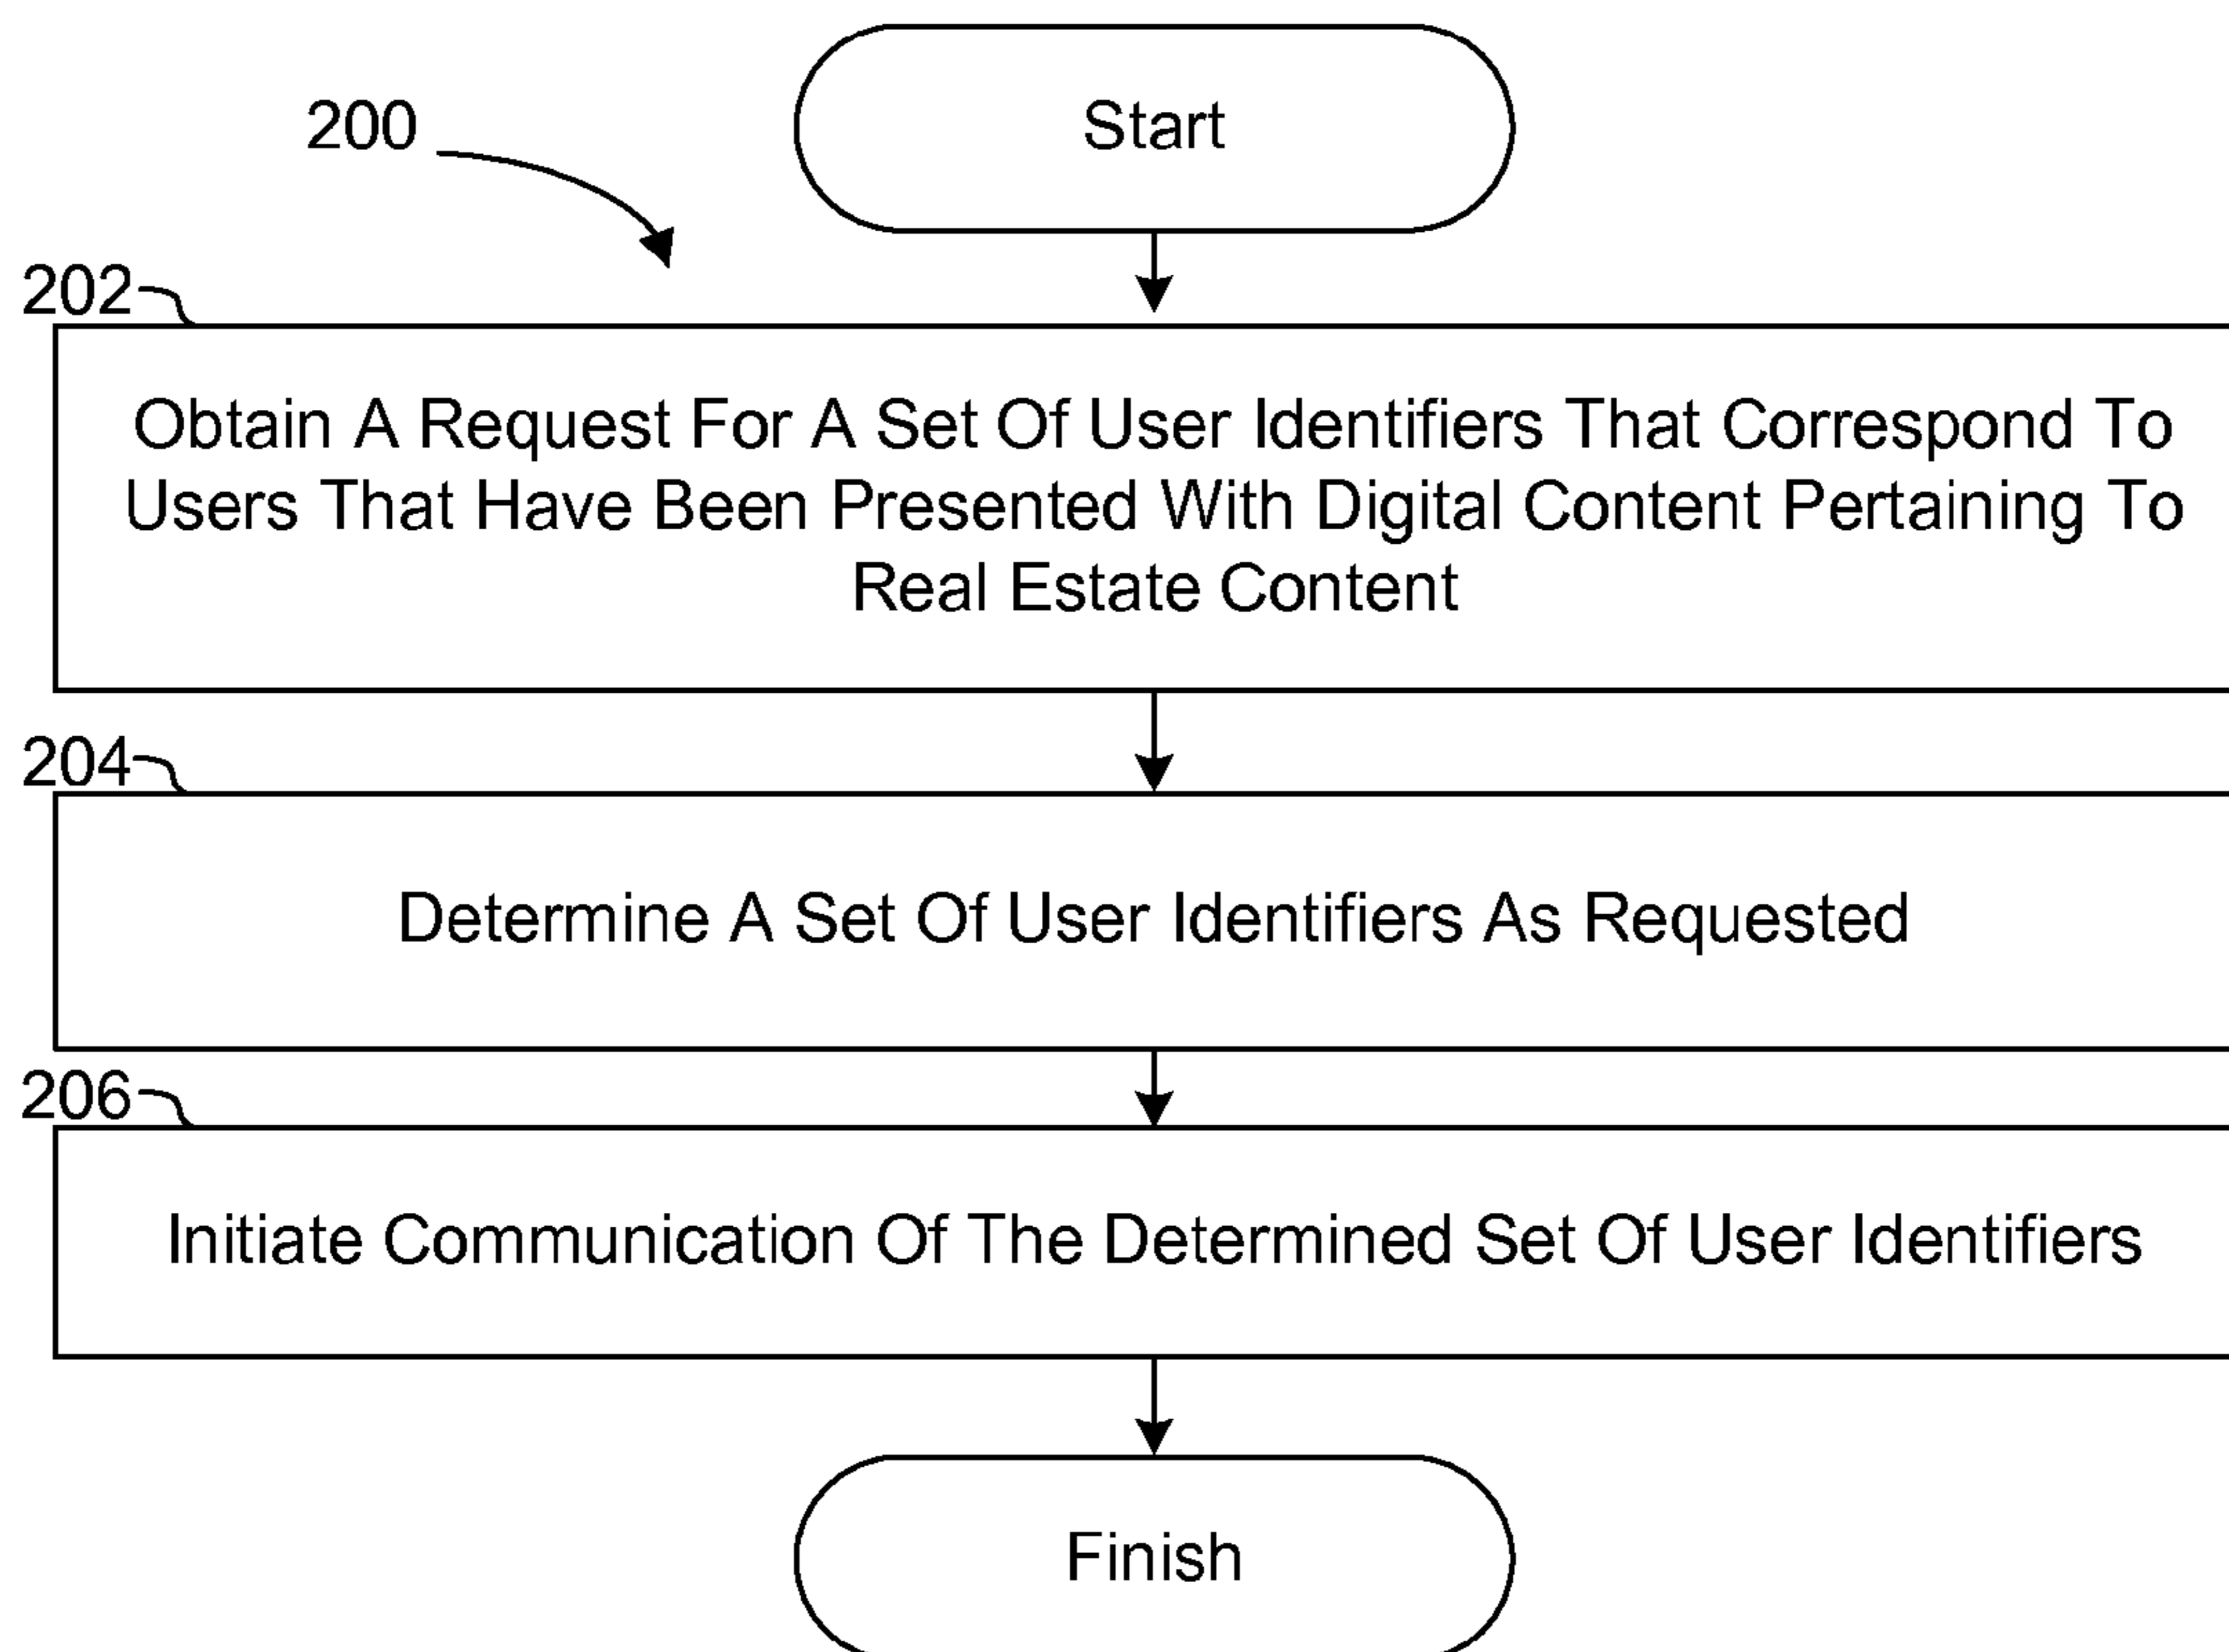 Start
200
202
Obtain A Request For A Set Of User Identifiers That Correspond To
Users That Have Been Presented With Digital Content Pertaining To
Real Estate Content
204
Determine A Set Of User Identifiers As Requested
206
Initiate Communication Of The Determined Set Of User Identifiers
Finish